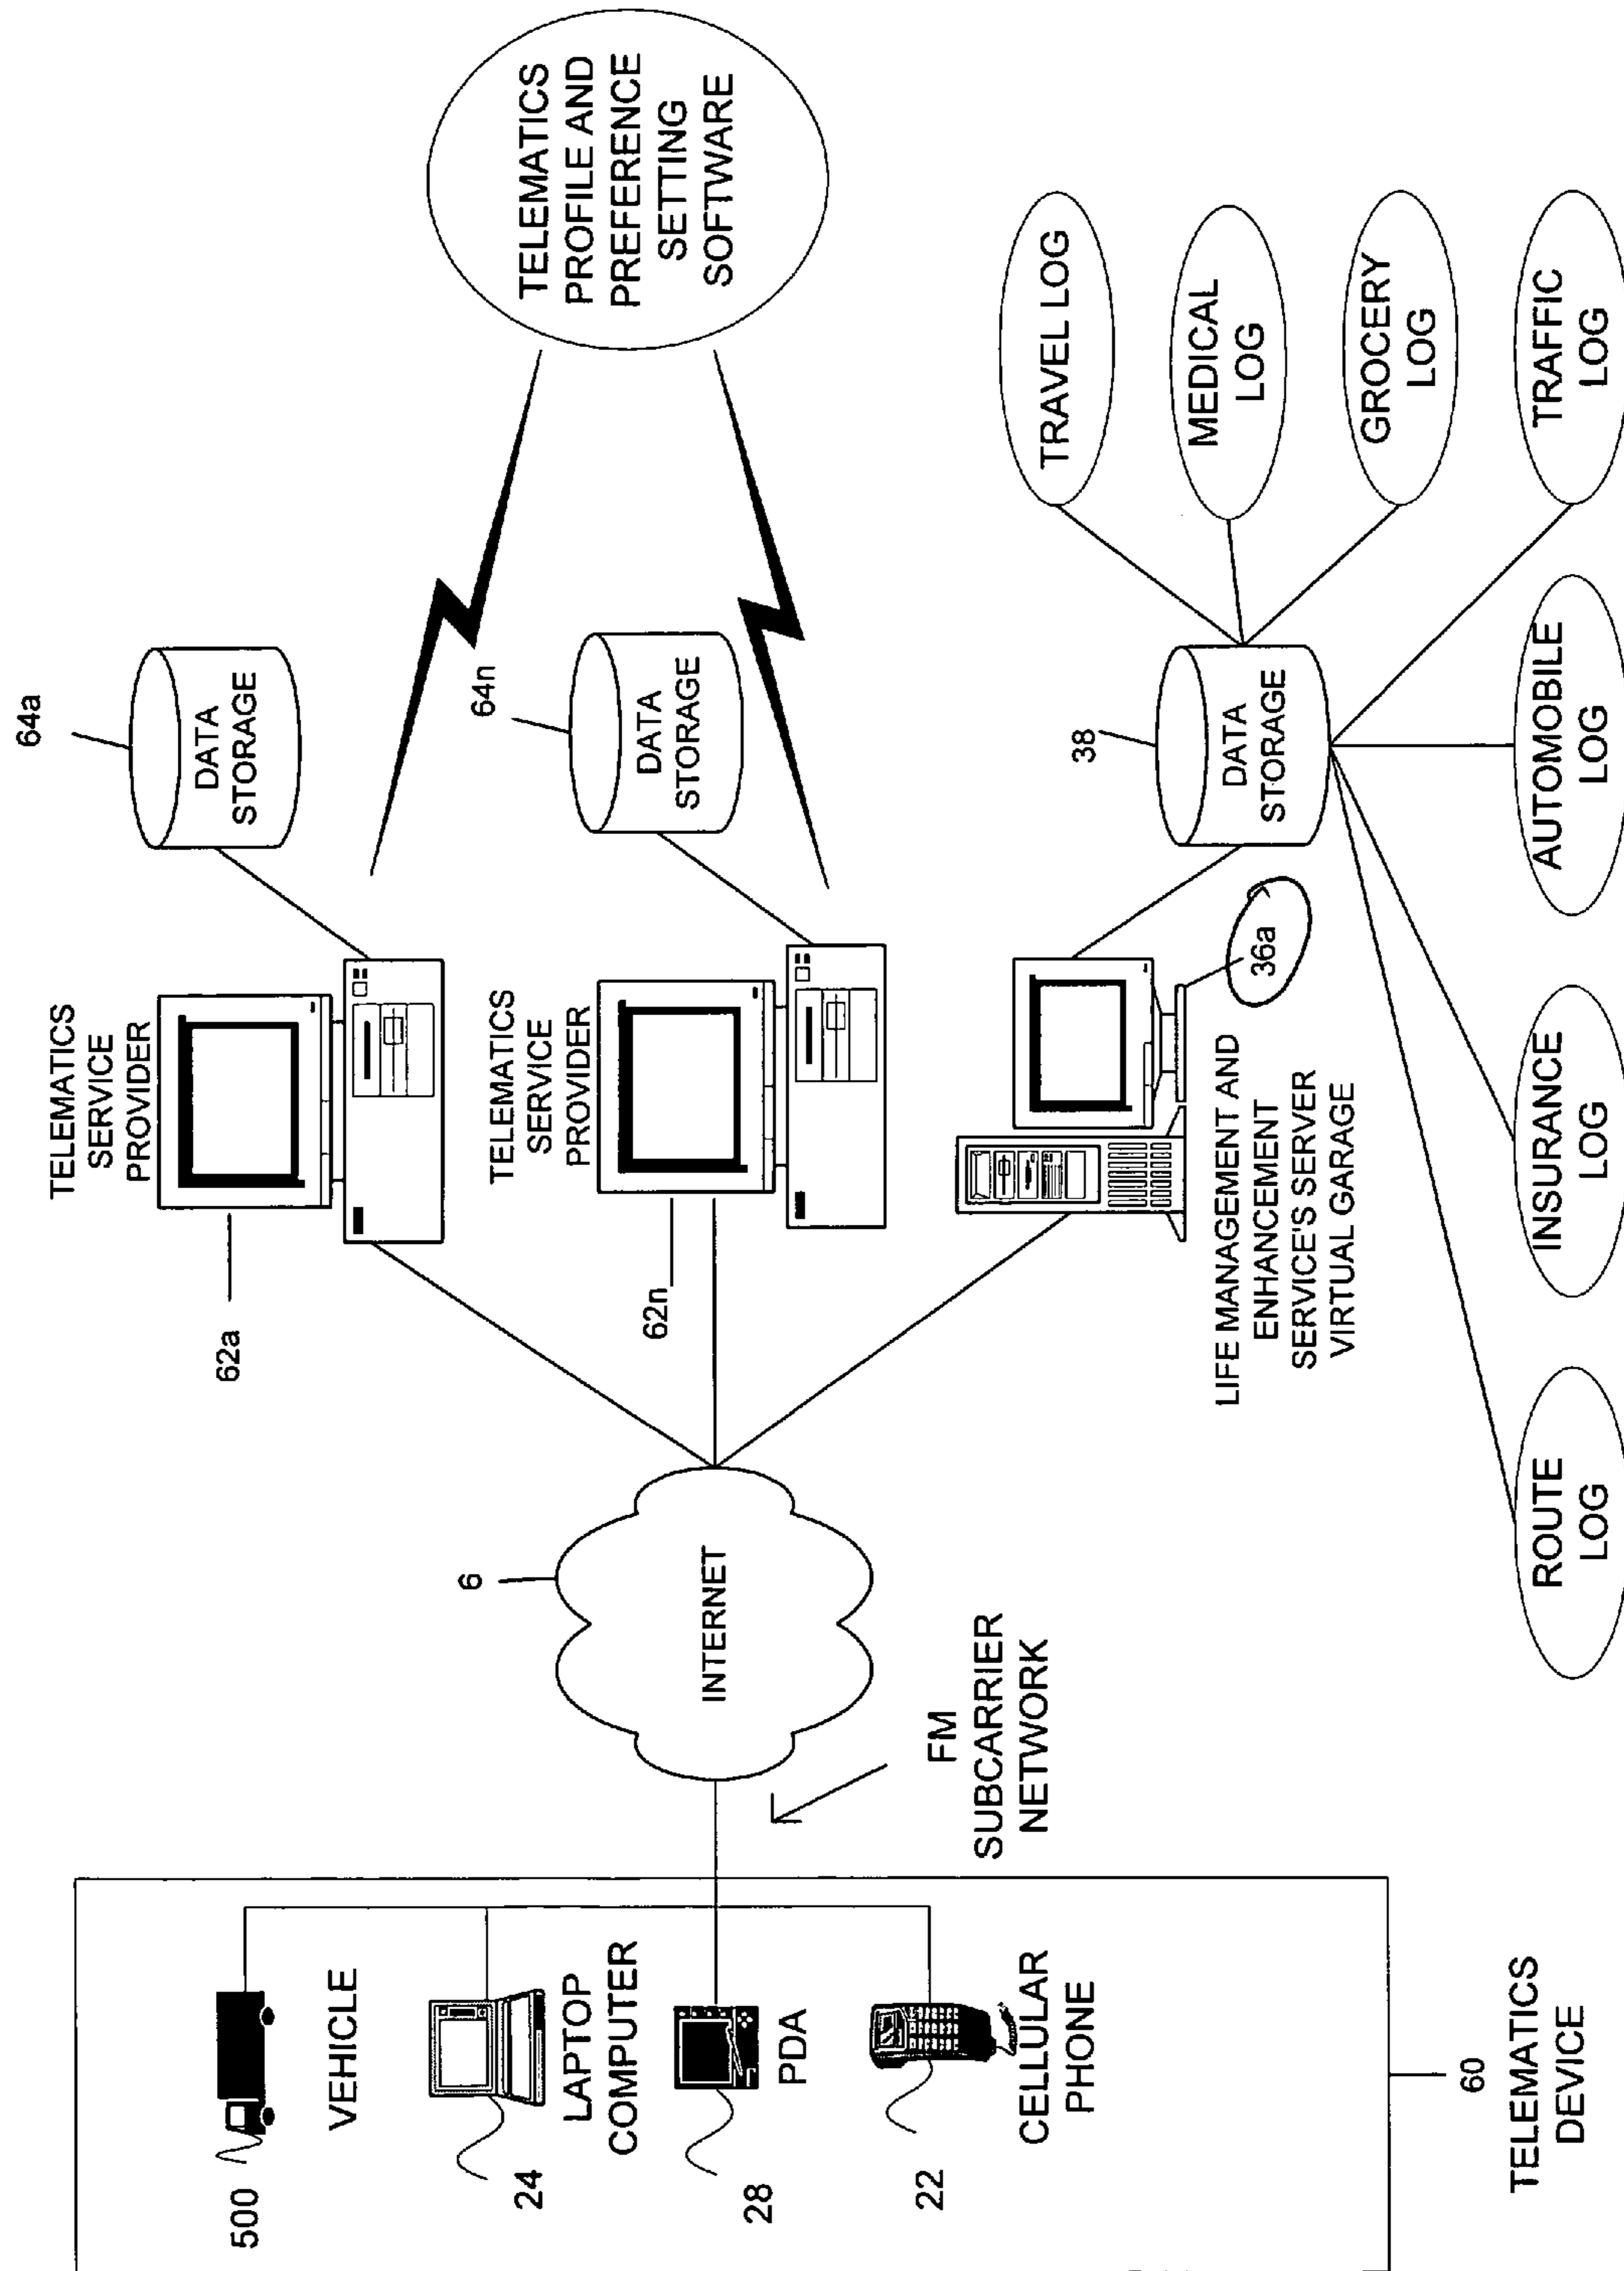 500
VEHICLE
24
LAPTOP
COMPUTER
28
PDA
22
CELLULAR
PHONE
60
TELEMATICS
DEVICE
FM
SUBCARRIER
NETWORK
6
INTERNET
62a
TELEMATICS
SERVICE
PROVIDER
64a
DATA
STORAGE
62n
TELEMATICS
SERVICE
PROVIDER
64n
DATA
STORAGE
TELEMATICS
PROFILE AND
PREFERENCE
SETTING
SOFTWARE
LIFE MANAGEMENT AND
ENHANCEMENT
SERVICE'S SERVER
VIRTUAL GARAGE
36a
38
DATA
STORAGE
TRAVEL LOG
MEDICAL
LOG
GROCERY
LOG
TRAFFIC
LOG
AUTOMOBILE
LOG
INSURANCE
LOG
ROUTE
LOG